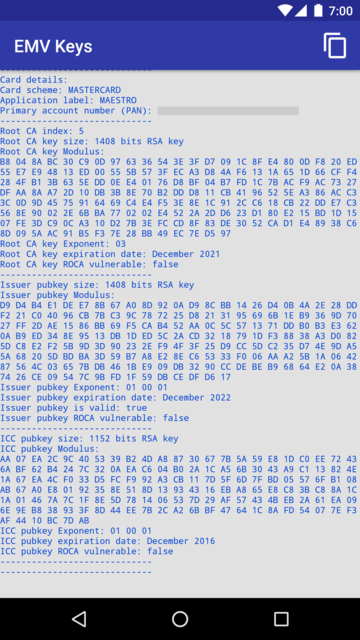 7:00
EMV Keys
----------------------------
Card details:
Card scheme: MASTERCARD
Application label: MAESTRO
Primary account number (PAN):
----------------------------
Root CA index: 5
Root CA key size: 1408 bits RSA key
Root CA key Modulus:
B8 04 8A BC 30 C9 0D 97 63 36 54 3E 3F D7 09 1C 8F E4 80 0D F8 20 ED
55 E7 E9 48 13 ED 00 55 5B 57 3F EC A3 D8 4A F6 13 1A 65 1D 66 CF F4
28 4F B1 3B 63 5E DD 0E E4 01 76 D8 BF 04 B7 FD 1C 7B AC F9 AC 73 27
DF AA 8A A7 2D 10 DB 3B 8E 70 B2 DD D8 11 CB 41 96 52 5E A3 86 AC C3
3C 0D 9D 45 75 91 64 69 C4 E4 F5 3E 8E 1C 91 2C C6 18 CB 22 DD E7 C3
56 8E 90 02 2E 6B BA 77 02 02 E4 52 2A 2D D6 23 D1 80 E2 15 BD 1D 15
07 FE 3D C9 0C A3 10 D2 7B 3E FC CD 8F 83 DE 30 52 CA D1 E4 89 38 C6
8D 09 5A AC 91 B5 F3 7E 28 BB 49 EC 7E D5 97
Root CA key Exponent: 03
Root CA key expiration date: December 2021
Root CA key ROCA vulnerable: false
----------------------------
Issuer pubkey size: 1408 bits RSA key
Issuer pubkey Modulus:
D9 D4 B4 E1 DE E7 8B 67 A0 8D 92 0A D9 8C BB 14 26 D4 0B 4A 2E 28 DD
F2 21 C0 40 96 CB 7B C3 9C 78 72 25 D8 21 31 95 69 6B 1E B9 36 9D 70
27 FF 2D AE 15 86 BB 69 F5 CA B4 52 AA 0C 5C 57 13 71 DD B0 B3 E3 62
0A B9 ED 34 8E 95 13 DB 1D ED 5C 2A CD 32 18 79 1D F3 88 38 A3 D0 82
5D C8 E2 F2 5B 9D 3D 90 23 2E F9 4F 3F 25 D9 CC 5D C2 35 D7 4E 9D A5
5A 68 20 5D BD BA 3D 59 B7 A8 E2 8E C6 53 33 F0 06 AA A2 5B 1A 06 42
87 56 4C 03 65 7B DB 46 1B E9 09 DB 32 90 CC DE BE B9 68 64 E2 0A 38
74 26 CE 09 54 7C 9B FD 1F 59 DB CE DF D6 17
Issuer pubkey Exponent: 01 00 01
Issuer pubkey expiration date: December 2022
Issuer pubkey is valid: true
Issuer pubkey ROCA vulnerable: false
----------------------------
ICC pubkey size: 1152 bits RSA key
ICC pubkey Modulus:
AA 07 EA 2C 9C 40 53 39 B2 4D A8 87 30 67 7B 5A 59 E8 1D C0 EE 72 43
6A BF 62 B4 24 7C 32 0A EA C6 04 B0 2A 1C A5 6B 30 43 A9 C1 13 82 4E
1A 67 EA 4C F0 33 D5 FC F9 92 A3 CB 11 7D 5F 6D 7F BD 05 57 6F B1 08
AB 67 A0 E8 01 92 35 8E 51 8D 13 93 43 16 EB A8 65 E8 C8 3B C8 8A 1C
1A 01 46 7A 7C 1F 8E 5D 78 14 06 53 7D 29 AF 57 43 4B EB 2A 61 EA 09
6E 9E B8 38 93 3F 8D 44 EE 7B 2C A2 6B BF 47 64 1C 8A FD 54 07 7E F3
AF 44 10 BC 7D AB
ICC pubkey Exponent: 01 00 01
ICC pubkey expiration date: December 2016
ICC pubkey ROCA vulnerable: false
----------------------------
----------------------------